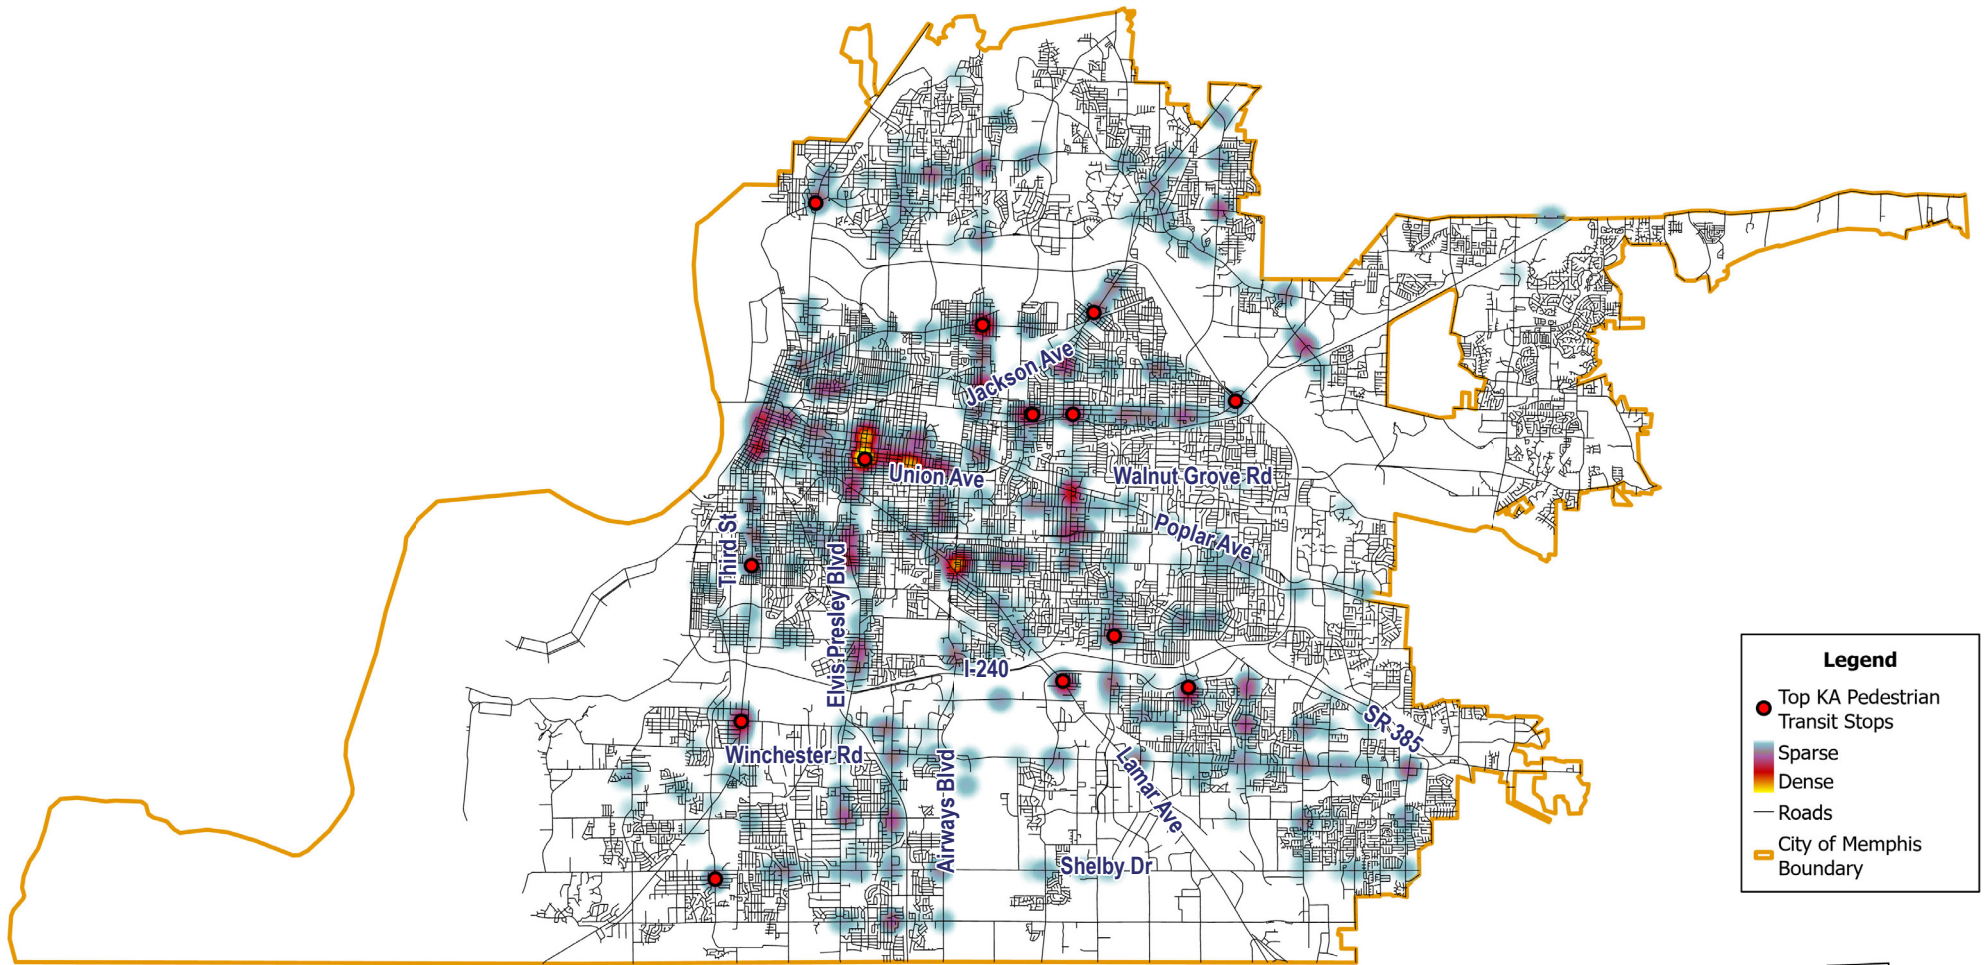 Jackson Ave
Union Ave
Walnut Grove Rd
Poplar Ave
Third St
Elvis Presley Blvd
I-240
SR-385
Winchester Rd
Airways Blvd
Lamar Ave
Shelby Dr
Legend
Top KA Pedestrian
Transit Stops
Sparse
Dense
Roads
City of Memphis
Boundary